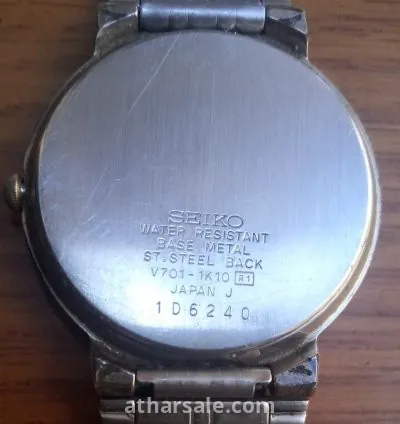 SEIKO
WATER RESISTANT
BASE METAL
ST.STEEL BACK
V701-1K10 R1
JAPAN J
1D6240
atharsale.com